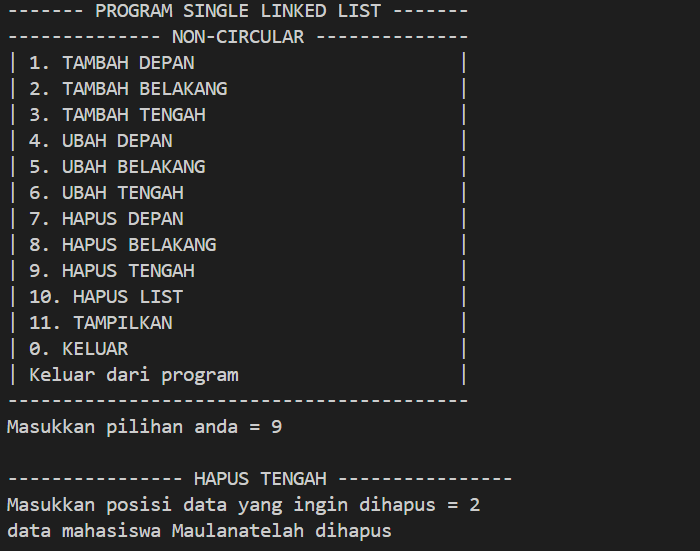 ------- PROGRAM SINGLE LINKED LIST -------
-------------- NON-CIRCULAR --------------
| 1. TAMBAH DEPAN                        |
| 2. TAMBAH BELAKANG                     |
| 3. TAMBAH TENGAH                       |
| 4. UBAH DEPAN                          |
| 5. UBAH BELAKANG                       |
| 6. UBAH TENGAH                         |
| 7. HAPUS DEPAN                         |
| 8. HAPUS BELAKANG                      |
| 9. HAPUS TENGAH                        |
| 10. HAPUS LIST                         |
| 11. TAMPILKAN                          |
| 0. KELUAR                              |
| Keluar dari program                    |
------------------------------------------
Masukkan pilihan anda = 9

---------------- HAPUS TENGAH ----------------
Masukkan posisi data yang ingin dihapus = 2
data mahasiswa Maulanatelah dihapus